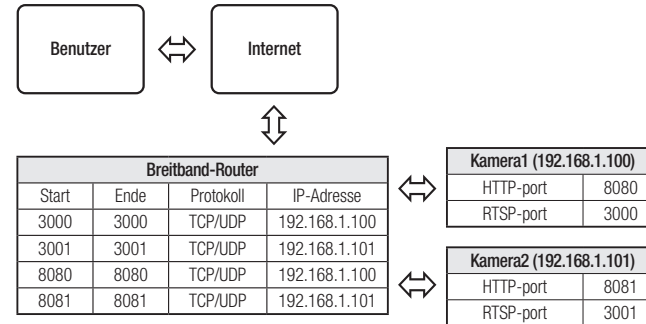 Benutzer
Internet
Breitband-Router
Start Ende Protokoll IP-Adresse
3000 3000 TCP/UDP 192.168.1.100
3001 3001 TCP/UDP 192.168.1.101
8080 8080 TCP/UDP 192.168.1.100
8081 8081 TCP/UDP 192.168.1.101
Kamera1 (192.168.1.100)
HTTP-port 8080
RTSP-port 3000
Kamera2 (192.168.1.101)
HTTP-port 8081
RTSP-port 3001